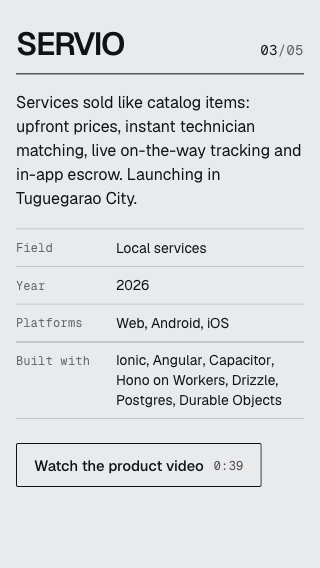 SERVIO
03/05
Services sold like catalog items:
upfront prices, instant technician
matching, live on-the-way tracking and
in-app escrow. Launching in
Tuguegarao City.
Field Local services
Year 2026
Platforms Web, Android, iOS
Built with Ionic, Angular, Capacitor,
Hono on Workers, Drizzle,
Postgres, Durable Objects
Watch the product video 0:39